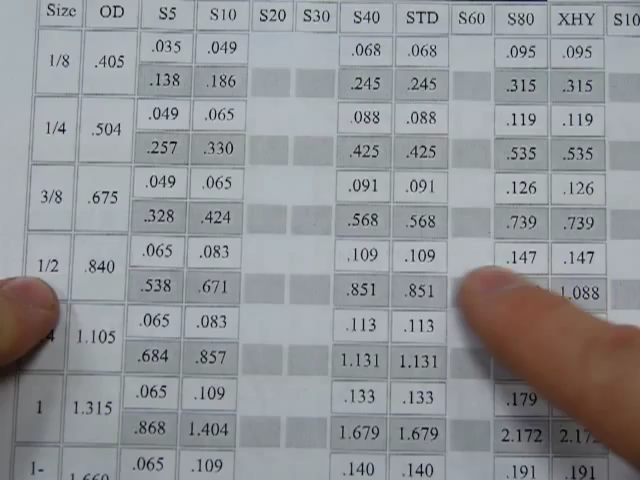 Size OD S5 S10 S20 S30 S40 STD S60 S80 XHY S10
1/8 .405 .035 .049 .068 .068 .095 .095
.138 .186 .245 .245 .315 .315
1/4 .504 .049 .065 .088 .088 .119 .119
.257 .330 .425 .425 .535 .535
3/8 .675 .049 .065 .091 .091 .126 .126
.328 .424 .568 .568 .739 .739
1/2 .840 .065 .083 .109 .109 .147 .147
.538 .671 .851 .851 1.088
4 1.105 .065 .083 .113 .113
.684 .857 1.131 1.131
1 1.315 .065 .109 .133 .133 .179
.868 1.404 1.679 1.679 2.172 2.172
1- 1.660 .065 .109 .140 .140 .191 .191